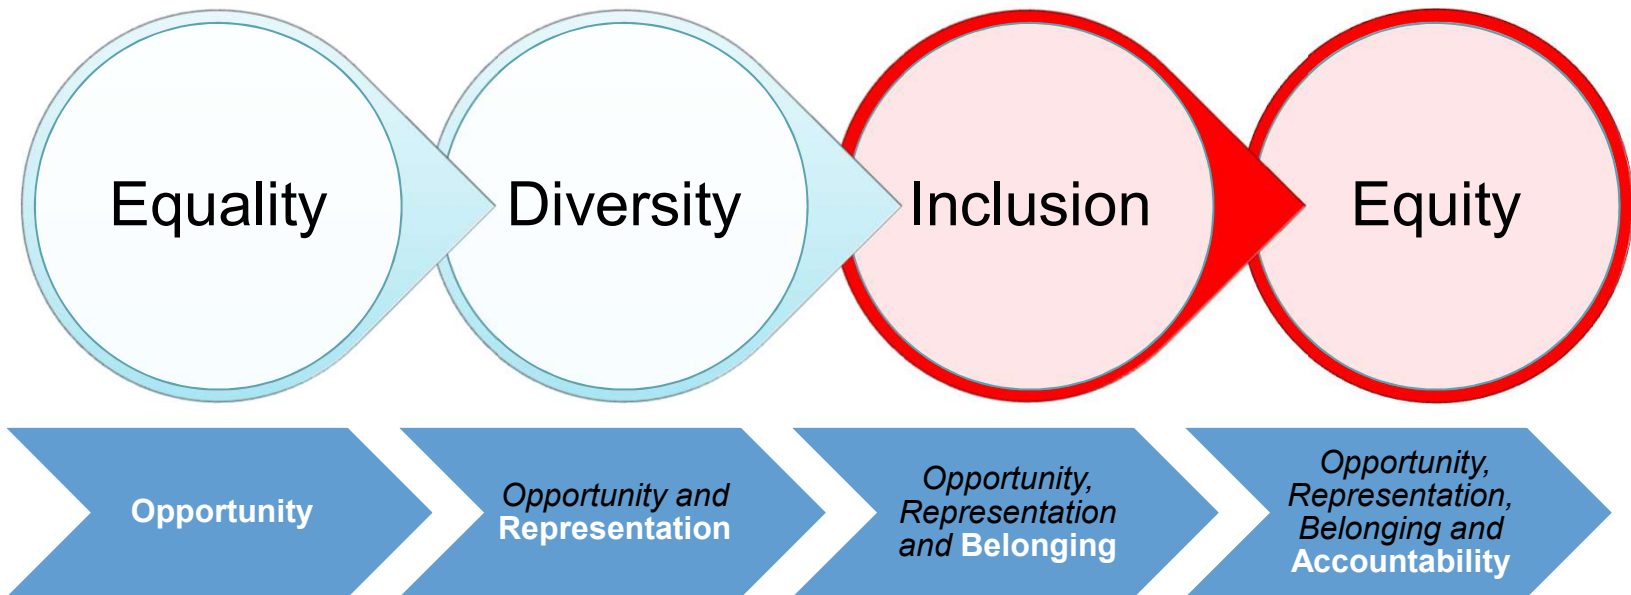 Equality
Diversity
Inclusion
Equity
Opportunity
Opportunity and
Representation
Opportunity,
Representation
and Belonging
Opportunity,
Representation,
Belonging and
Accountability